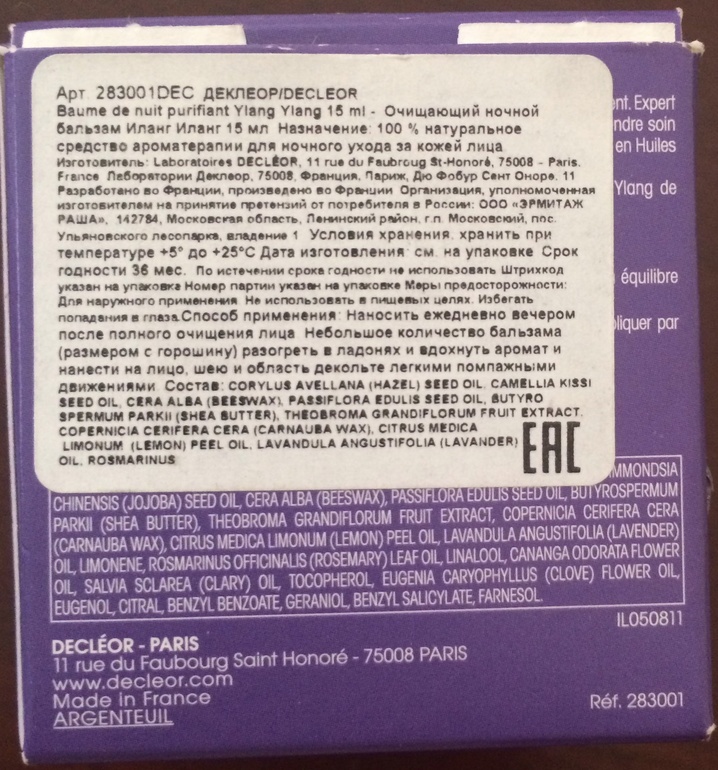 Арт 283001DEC ДЕКЛЕОР/DECLEOR
Baume de nuit purifiant Ylang Ylang 15 ml - Очищающий ночной
бальзам Иланг Иланг 15 мл Назначение: 100 % натуральное
средство ароматерапии для ночного ухода за кожей лица
Изготовитель: Laboratoires DECLÉOR, 11 rue du Faubroug St-Honoré, 75008 - Paris.
France Леборатории Деклеор, 75008, Франция, Париж, Дю Фобур Сент Оноре, 11
Разработано во Франции, произведено во Франции Организация, уполномоченная
изготовителем на принятие претензий от потребителя в России: ООО «ЭРМИТАЖ
РАША», 142784, Московская область, Ленинский район, г.п. Московский, пос.
Ульяновского лесопарка, владение 1 Условия хранения: хранить при
температуре +5° до +25°С Дата изготовления: см. на упаковке Срок
годности 36 мес. По истечении срока годности не использовать Штрихкод
указан на упаковке Номер партии указан на упаковке Меры предосторожности:
Для наружного применения Не использовать в пищевых целях. Избегать
попадания в глаза Способ применения: Наносить ежедневно вечером
после полного очищения лица Небольшое количество бальзама
(размером с горошину) разогреть в ладонях и вдохнуть аромат и
нанести на лицо, шею и область декольте легкими помпажными
движениями. Состав: CORYLUS AVELLANA (HAZEL) SEED OIL, CAMELLIA KISSI
SEED OIL, CERA ALBA (BEESWAX), PASSIFLORA EDULIS SEED OIL, BUTYRO
SPERMUM PARKII (SHEA BUTTER), THEOBROMA GRANDIFLORUM FRUIT EXTRACT,
COPERNICIA CERIFERA CERA (CARNAUBA WAX), CITRUS MEDICA
LIMONUM (LEMON) PEEL OIL, LAVANDULA ANGUSTIFOLIA (LAVANDER)
OIL, ROSMARINUS
EAC
ent. Expert
ndre soin
en Huiles
Ylang de
équilibre
pliquer par
MMONDSIA
CHINENSIS (JOJOBA) SEED OIL, CERA ALBA (BEESWAX), PASSIFLORA EDULIS SEED OIL, BUTYROSPERMUM
PARKII (SHEA BUTTER), THEOBROMA GRANDIFLORUM FRUIT EXTRACT, COPERNICIA CERIFERA CERA
(CARNAUBA WAX), CITRUS MEDICA LIMONUM (LEMON) PEEL OIL, LAVANDULA ANGUSTIFOLIA (LAVENDER)
OIL, LIMONENE, ROSMARINUS OFFICINALIS (ROSEMARY) LEAF OIL, LINALOOL, CANANGA ODORATA FLOWER
OIL, SALVIA SCLAREA (CLARY) OIL, TOCOPHEROL, EUGENIA CARYOPHYLLUS (CLOVE) FLOWER OIL,
EUGENOL, CITRAL, BENZYL BENZOATE, GERANIOL, BENZYL SALICYLATE, FARNESOL.
IL050811
DECLÉOR - PARIS
11 rue du Faubourg Saint Honoré - 75008 PARIS
www.decleor.com
Made in France
ARGENTEUIL
Réf. 283001